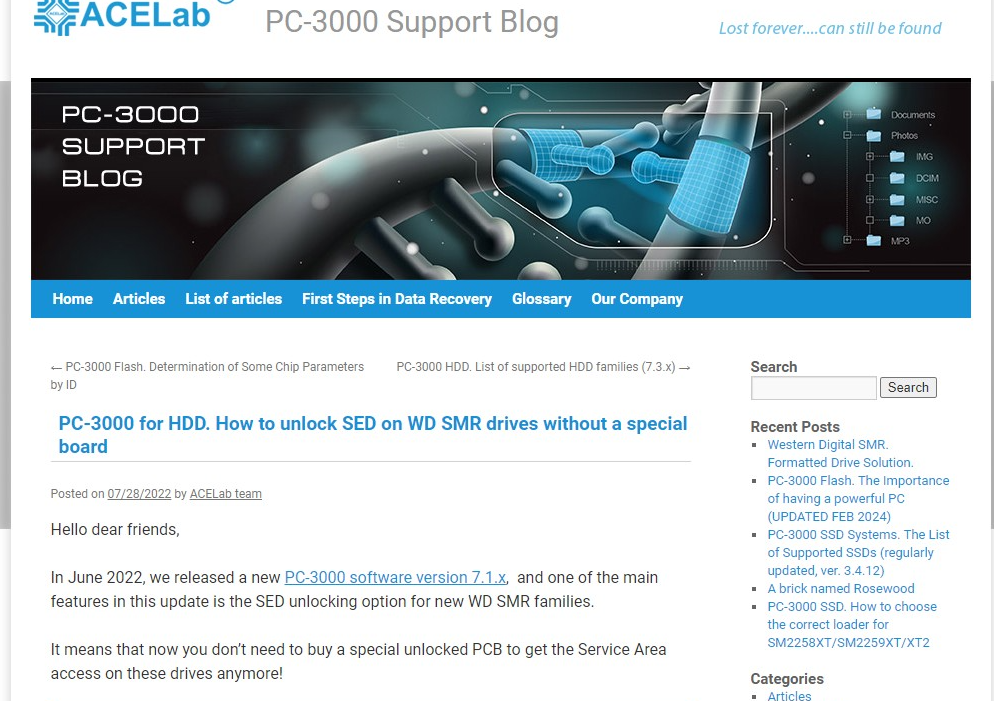 ACELab
PC-3000 Support Blog
Lost forever....can still be found
PC-3000
SUPPORT
BLOG
Documents
Photos
IMG
DCIM
MISC
MO
MP3
Home Articles List of articles First Steps in Data Recovery Glossary Our Company
← PC-3000 Flash. Determination of Some Chip Parameters
by ID
PC-3000 HDD. List of supported HDD families (7.3.x) →
PC-3000 for HDD. How to unlock SED on WD SMR drives without a special
board
Posted on 07/28/2022 by ACELab team
Hello dear friends,
In June 2022, we released a new PC-3000 software version 7.1.x,  and one of the main
features in this update is the SED unlocking option for new WD SMR families.
It means that now you don’t need to buy a special unlocked PCB to get the Service Area
access on these drives anymore!
Search
Search
Recent Posts
Western Digital SMR.
Formatted Drive Solution.
PC-3000 Flash. The Importance
of having a powerful PC
(UPDATED FEB 2024)
PC-3000 SSD Systems. The List
of Supported SSDs (regularly
updated, ver. 3.4.12)
A brick named Rosewood
PC-3000 SSD. How to choose
the correct loader for
SM2258XT/SM2259XT/XT2
Categories
Articles